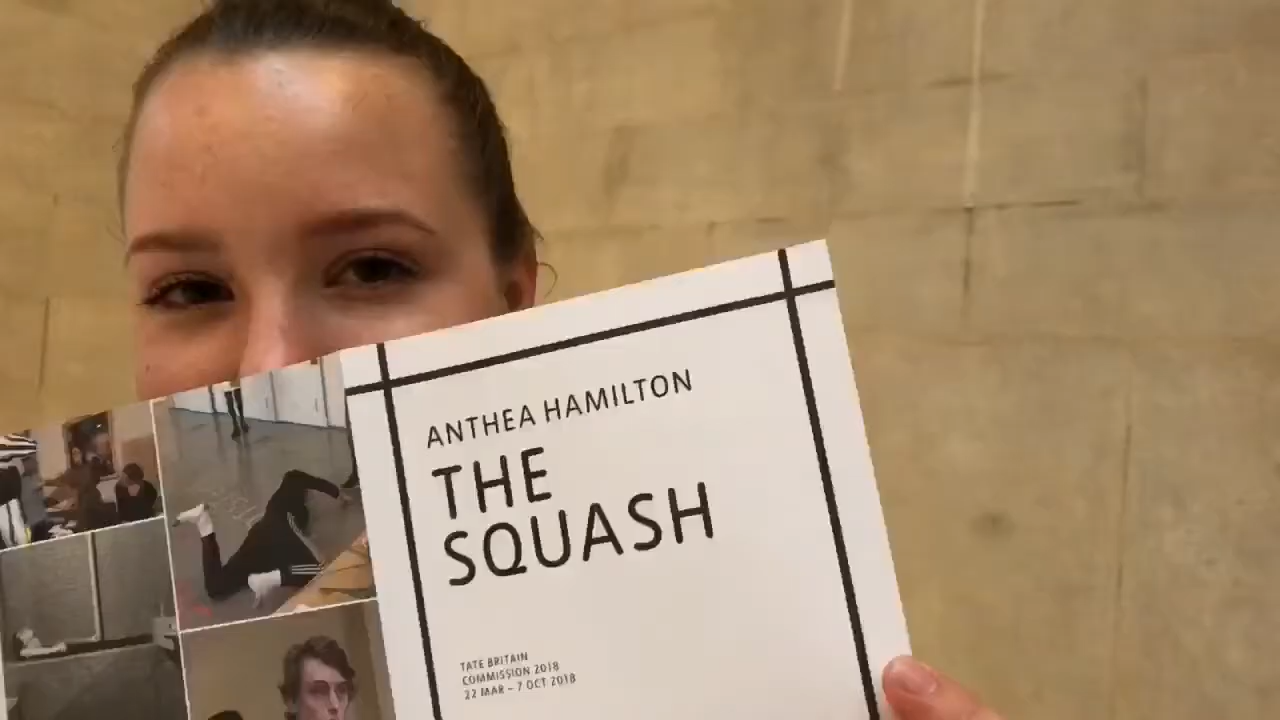 ANTHEA HAMILTON
THE
SQUASH
TATE BRITAIN
COMMISSION 2018
22 MAR – 7 OCT 2018